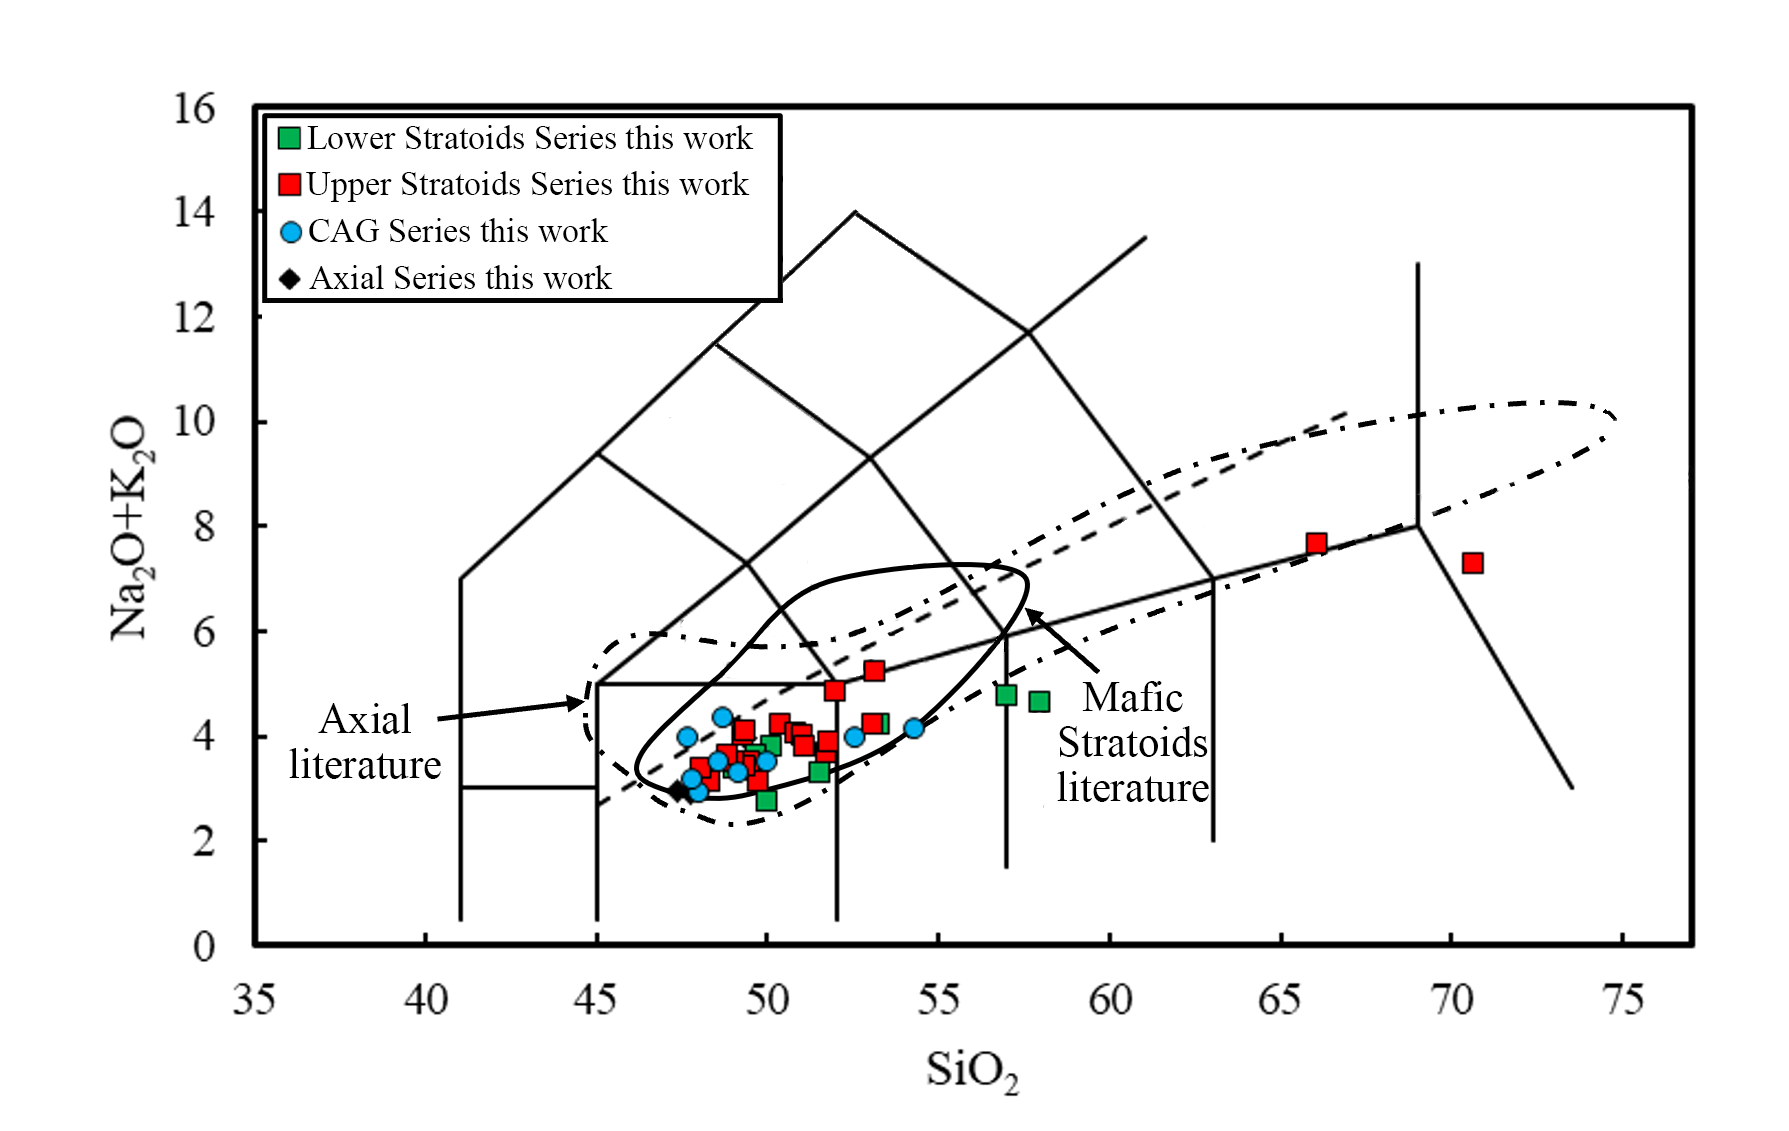 16
14
12
10
8
6
4
2
0
Na₂O+K₂O
Lower Stratoids Series this work
Upper Stratoids Series this work
CAG Series this work
Axial Series this work
Axial
literature
Mafic
Stratoids
literature
35 40 45 50 55 60 65 70 75
SiO₂